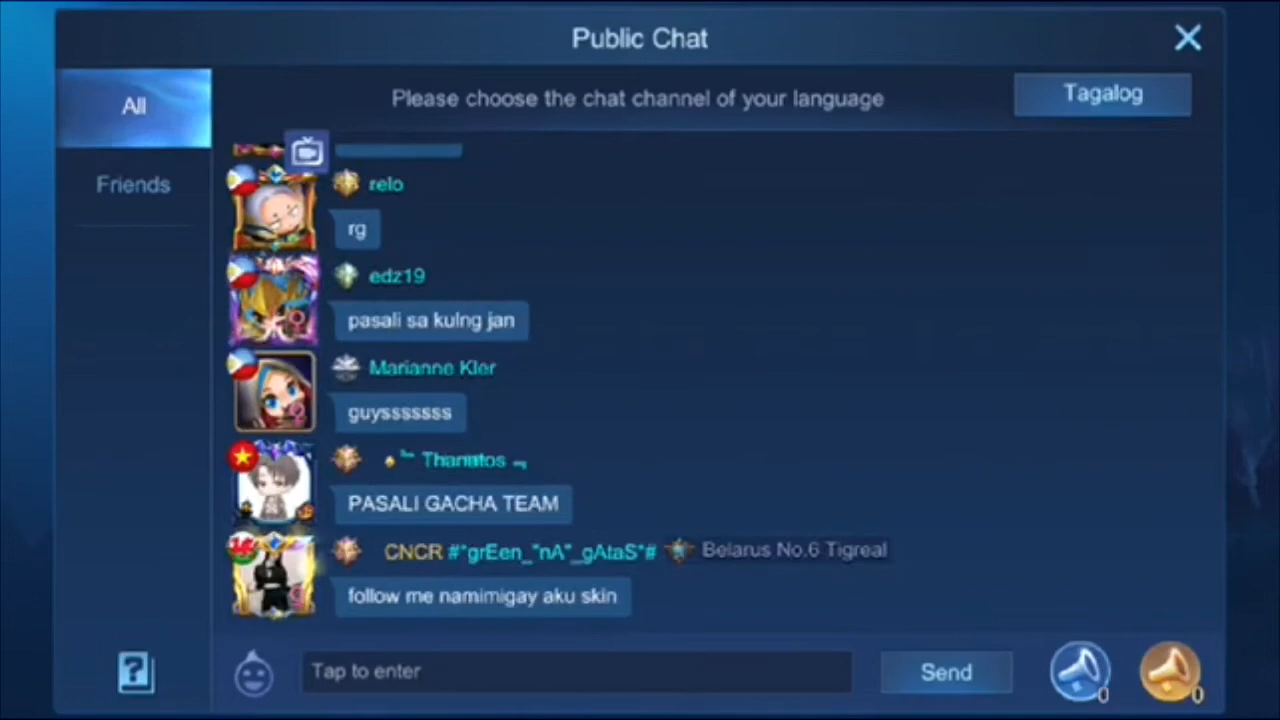 Public Chat
All
Please choose the chat channel of your language
Tagalog
Friends
relo
rg
edz19
pasali sa kulng jan
Marianne Kler
guysssssss
Thanatos
PASALI GACHA TEAM
CNCR #*grEen_"nA"_gAtaS*# Belarus No.6 Tigreal
follow me namimigay aku skin
Tap to enter
Send
0
0